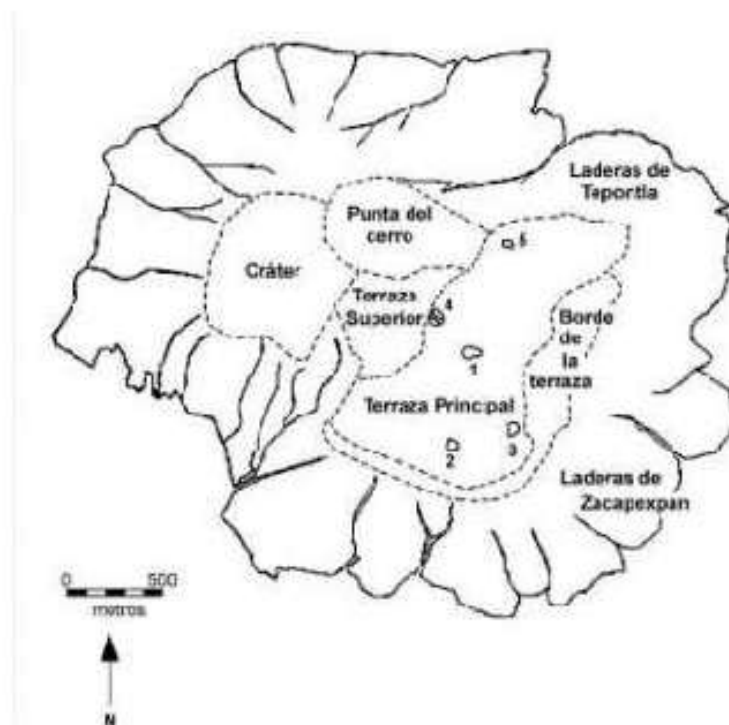 Laderas de
Teportla
Punta del
cerro
5
Cráter
Terraza
Superior
4
Borde
de
la
terraza
1
Terraza Principal
3
2
Laderas de
Zacapexpan
0 500
metros
N